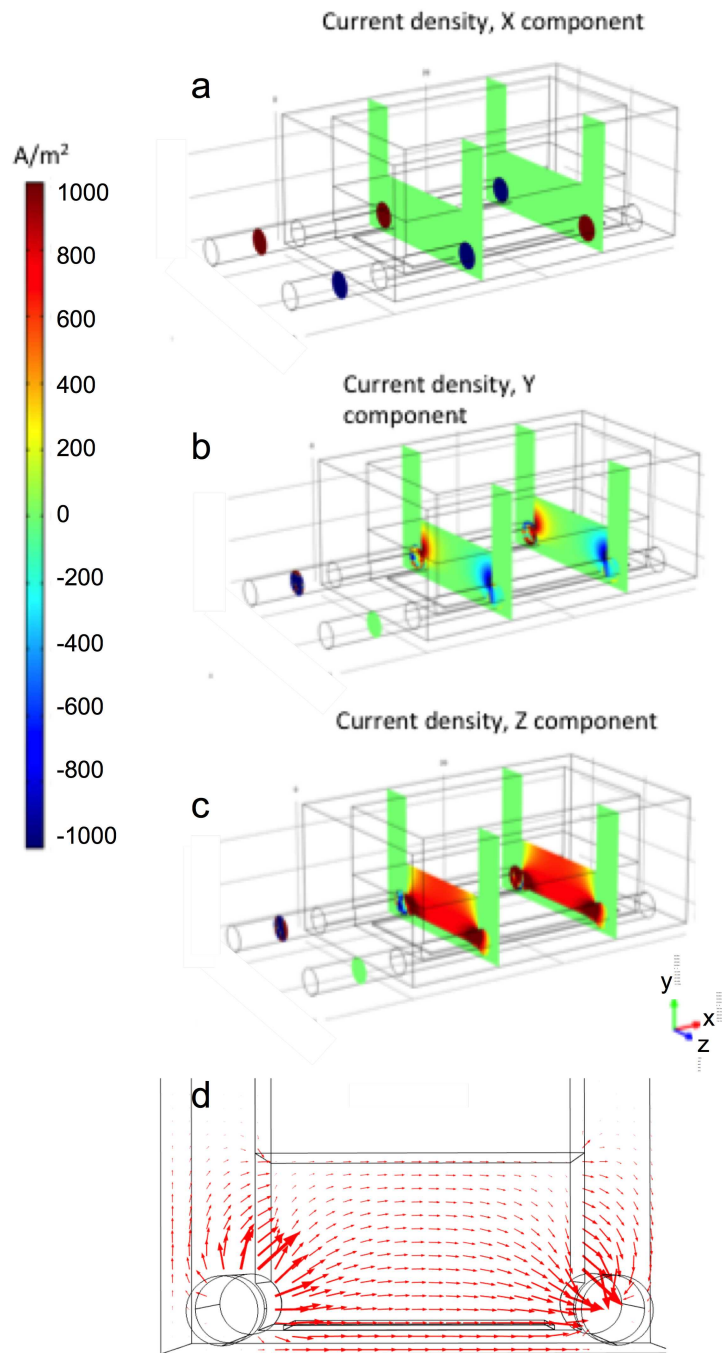 Current density, X component
a
A/m²
1000
800
600
400
200
0
-200
-400
-600
-800
-1000
Current density, Y
component
b
Current density, Z component
c
y
x
z
d